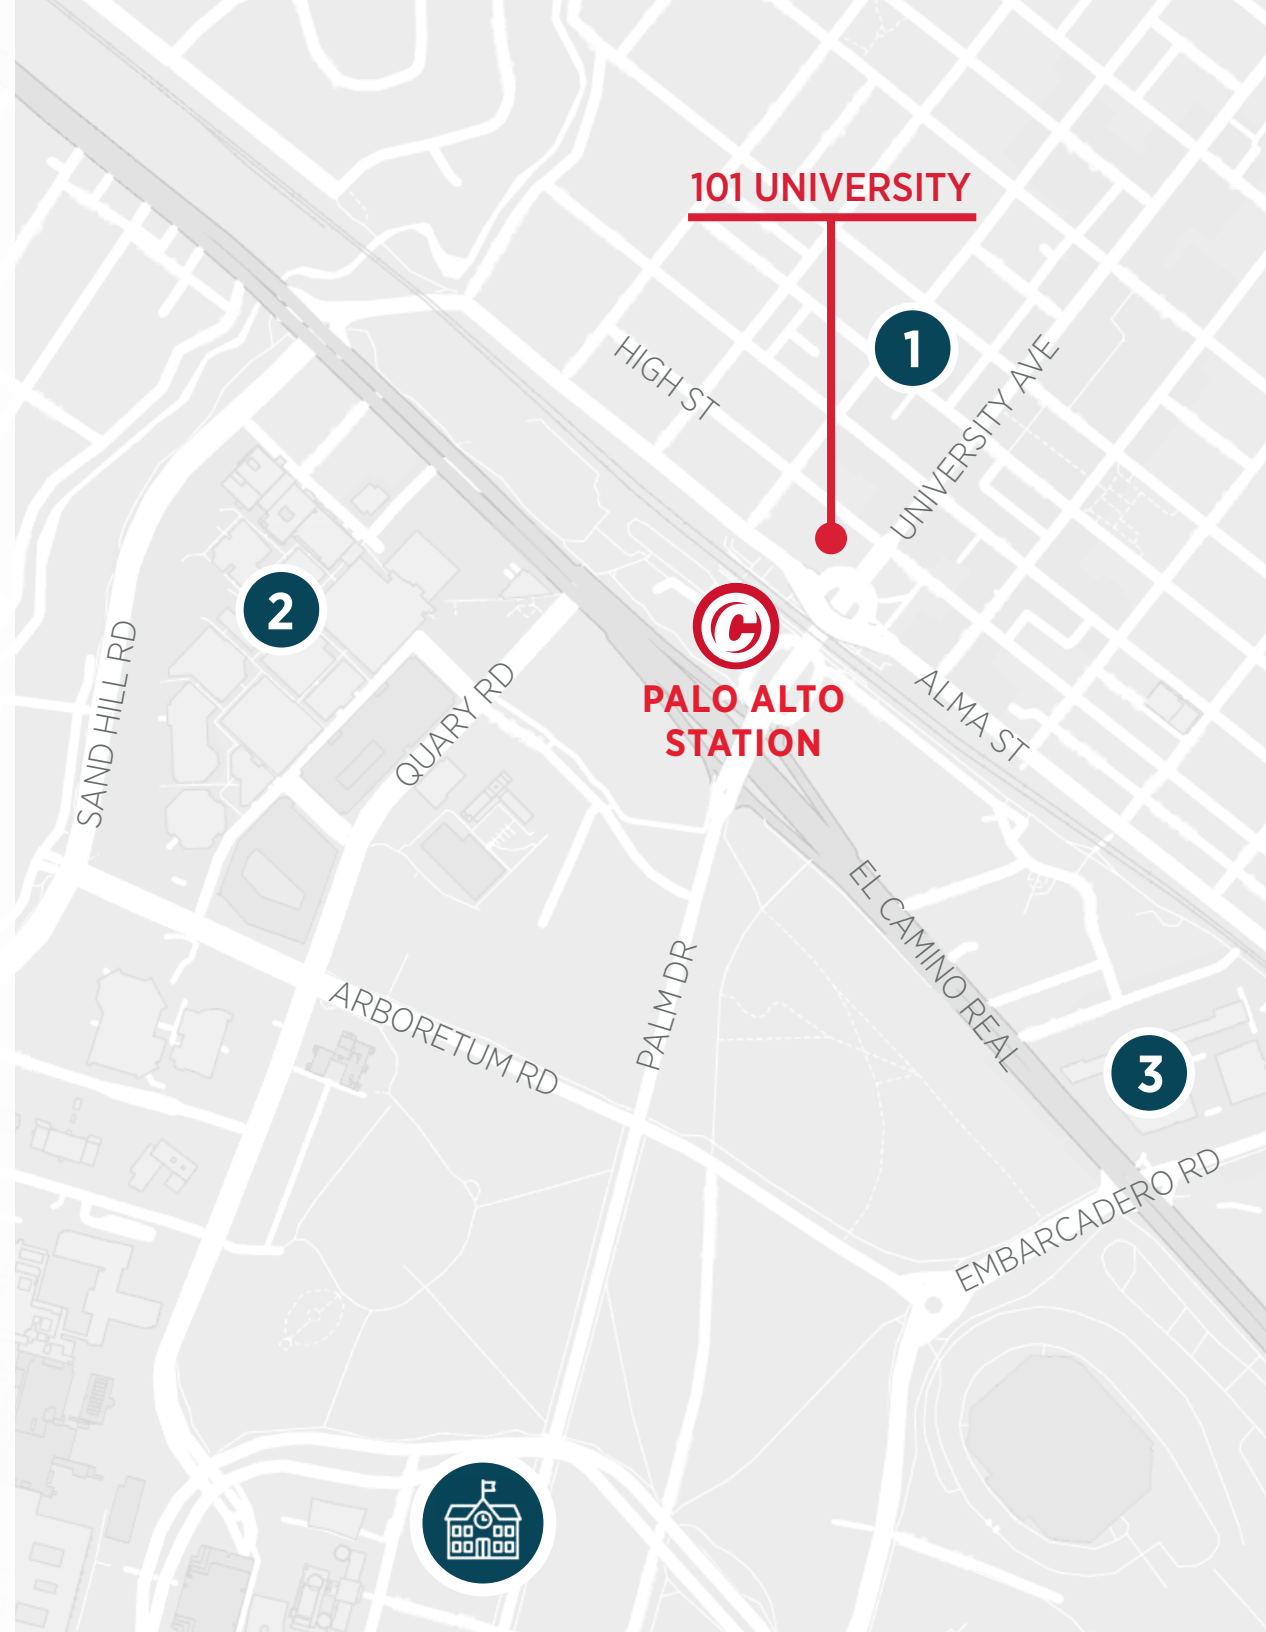 101 UNIVERSITY
1
HIGH ST
UNIVERSITY AVE
2
C
PALO ALTO
STATION
SAND HILL RD
QUARY RD
ALMA ST
EL CAMINO REAL
PALM DR
ARBORETUM RD
3
EMBARCADERO RD